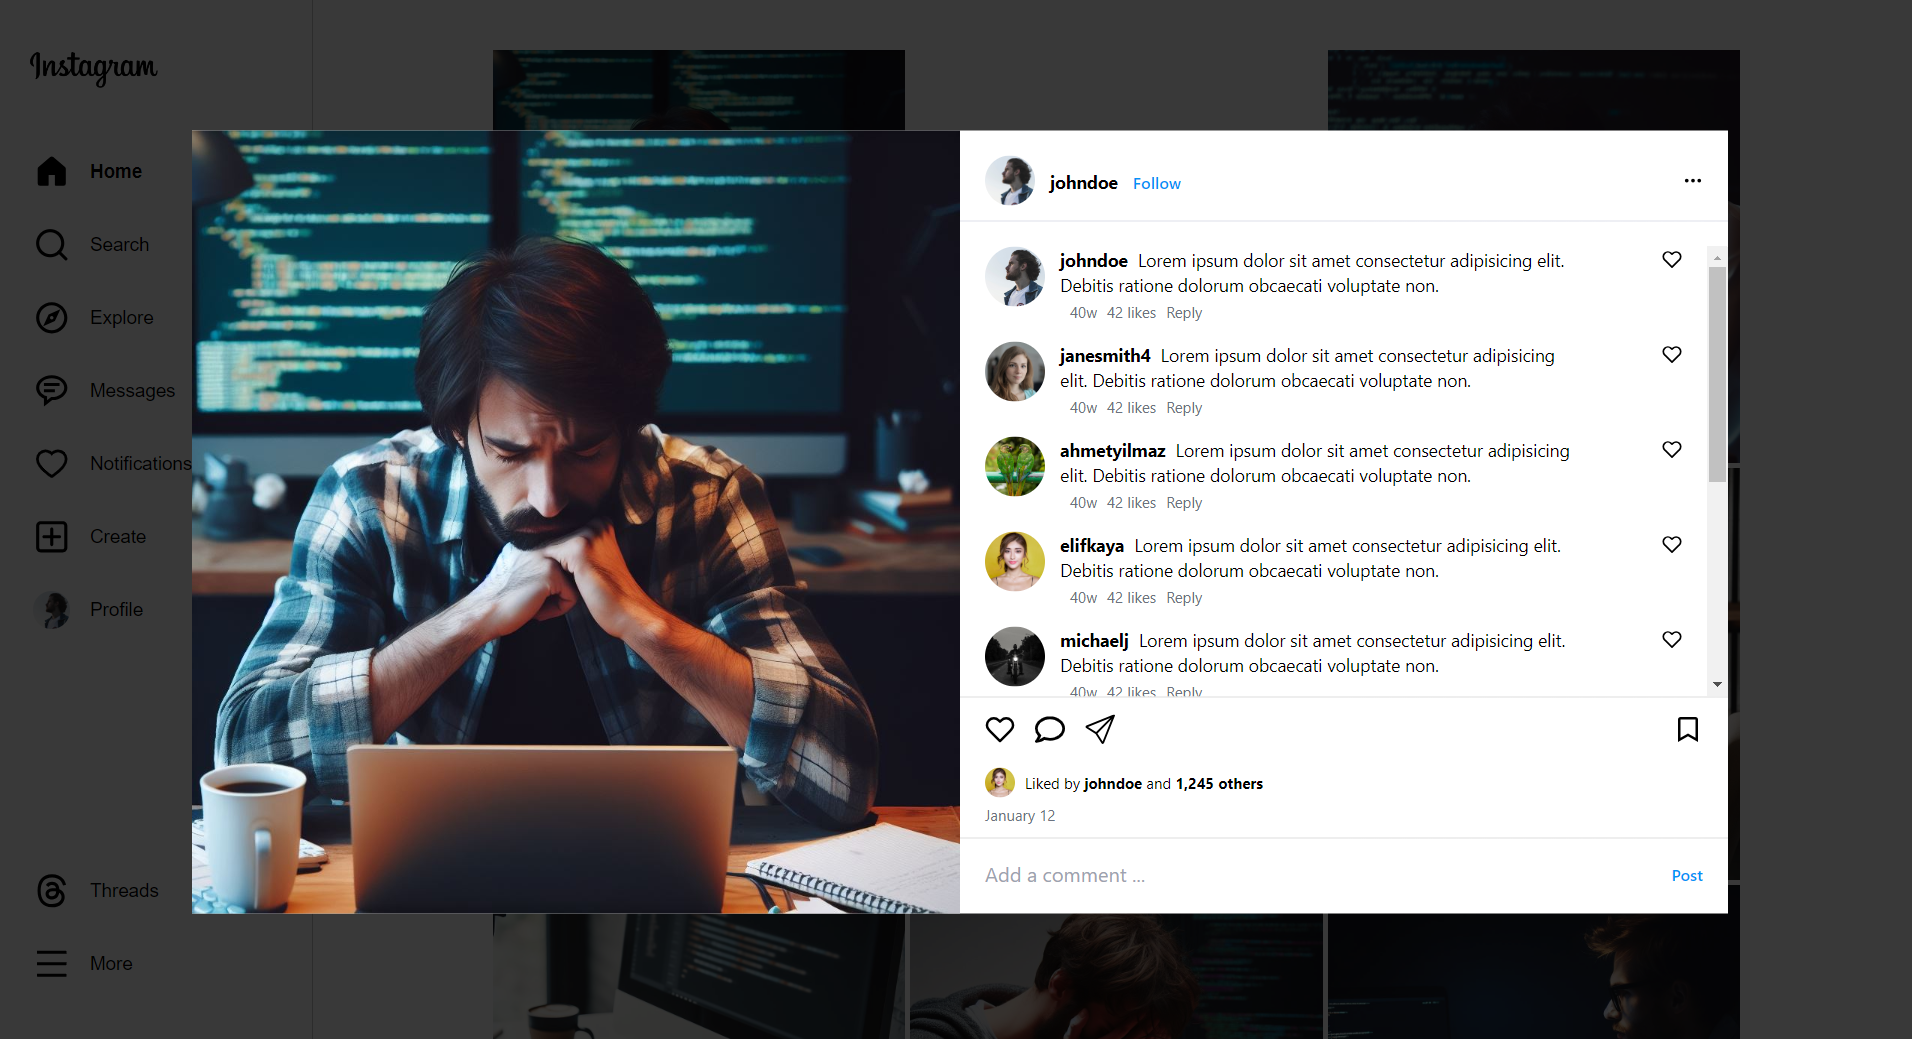 Instagram
Home
Search
Explore
Messages
Notifications
Create
Profile
Threads
More
johndoe Follow
johndoe Lorem ipsum dolor sit amet consectetur adipisicing elit.
Debitis ratione dolorum obcaecati voluptate non.
40w 42 likes Reply
janesmith4 Lorem ipsum dolor sit amet consectetur adipisicing
elit. Debitis ratione dolorum obcaecati voluptate non.
40w 42 likes Reply
ahmetyilmaz Lorem ipsum dolor sit amet consectetur adipisicing
elit. Debitis ratione dolorum obcaecati voluptate non.
40w 42 likes Reply
elifkaya Lorem ipsum dolor sit amet consectetur adipisicing elit.
Debitis ratione dolorum obcaecati voluptate non.
40w 42 likes Reply
michaelj Lorem ipsum dolor sit amet consectetur adipisicing elit.
Debitis ratione dolorum obcaecati voluptate non.
40w 42 likes Reply
Liked by johndoe and 1,245 others
January 12
Add a comment ...
Post